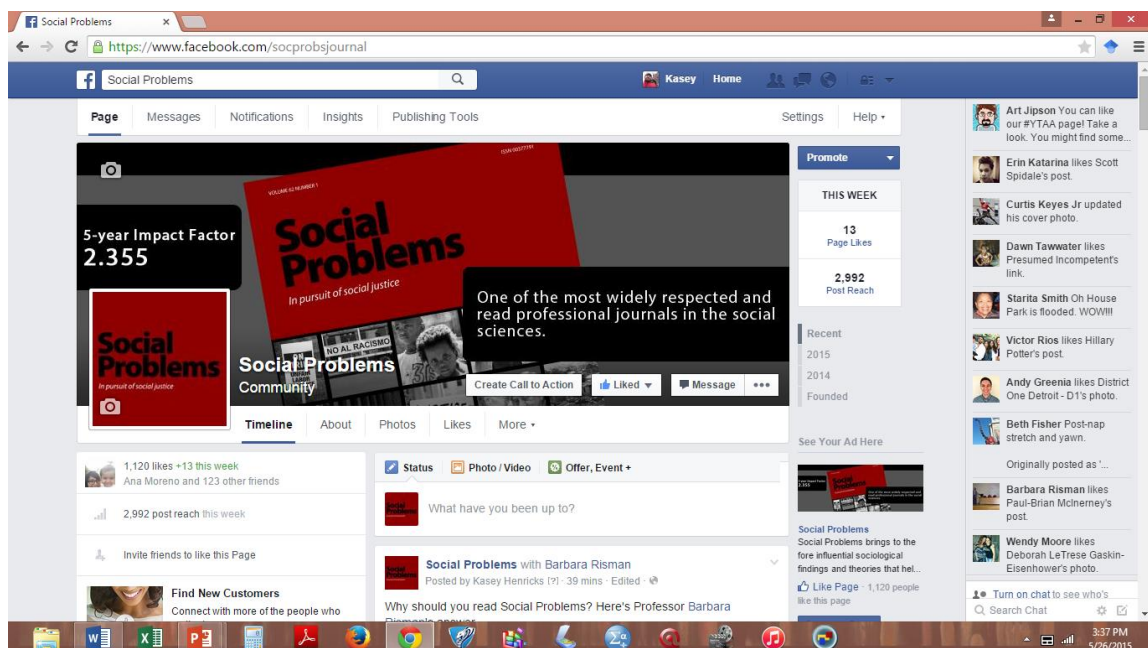 Social Problems
https://www.facebook.com/socprobsjournal
Social Problems
Kasey Home
Page Messages Notifications Insights Publishing Tools Settings Help
5-year Impact Factor
2.355
VOLUME 62 NUMBER 1
Social
Problems
In pursuit of social justice
NO AL RACISMO
One of the most widely respected and
read professional journals in the social
sciences.
Social
Problems
In pursuit of social justice
Social Problems
Community
Create Call to Action Liked Message
Timeline About Photos Likes More
Promote
THIS WEEK
13
Page Likes
2,992
Post Reach
Recent
2015
2014
Founded
See Your Ad Here
Social Problems
Social Problems brings to the
fore influential sociological
findings and theories that hel...
Like Page · 1,120 people
like this page
1,120 likes +13 this week
Ana Moreno and 123 other friends
2,992 post reach this week
Invite friends to like this Page
Find New Customers
Connect with more of the people who
Status Photo / Video Offer, Event +
What have you been up to?
Social Problems with Barbara Risman
Posted by Kasey Henricks [?] · 39 mins · Edited ·
Why should you read Social Problems? Here's Professor Barbara
Risman's answer
Art Jipson You can like
our #YTAA page! Take a
look. You might find some...
Erin Katarina likes Scott
Spidale's post.
Curtis Keyes Jr updated
his cover photo.
Dawn Tawwater likes
Presumed Incompetent's
link.
Starita Smith Oh House
Park is flooded. WOW!!!
Victor Rios likes Hillary
Potter's post.
Andy Greenia likes District
One Detroit - D1's photo.
Beth Fisher Post-nap
stretch and yawn.
Originally posted as '...
Barbara Risman likes
Paul-Brian McInerney's
post.
Wendy Moore likes
Deborah LeTrese Gaskin-
Eisenhower's photo.
Turn on chat to see who's
Search Chat
3:37 PM
5/26/2015